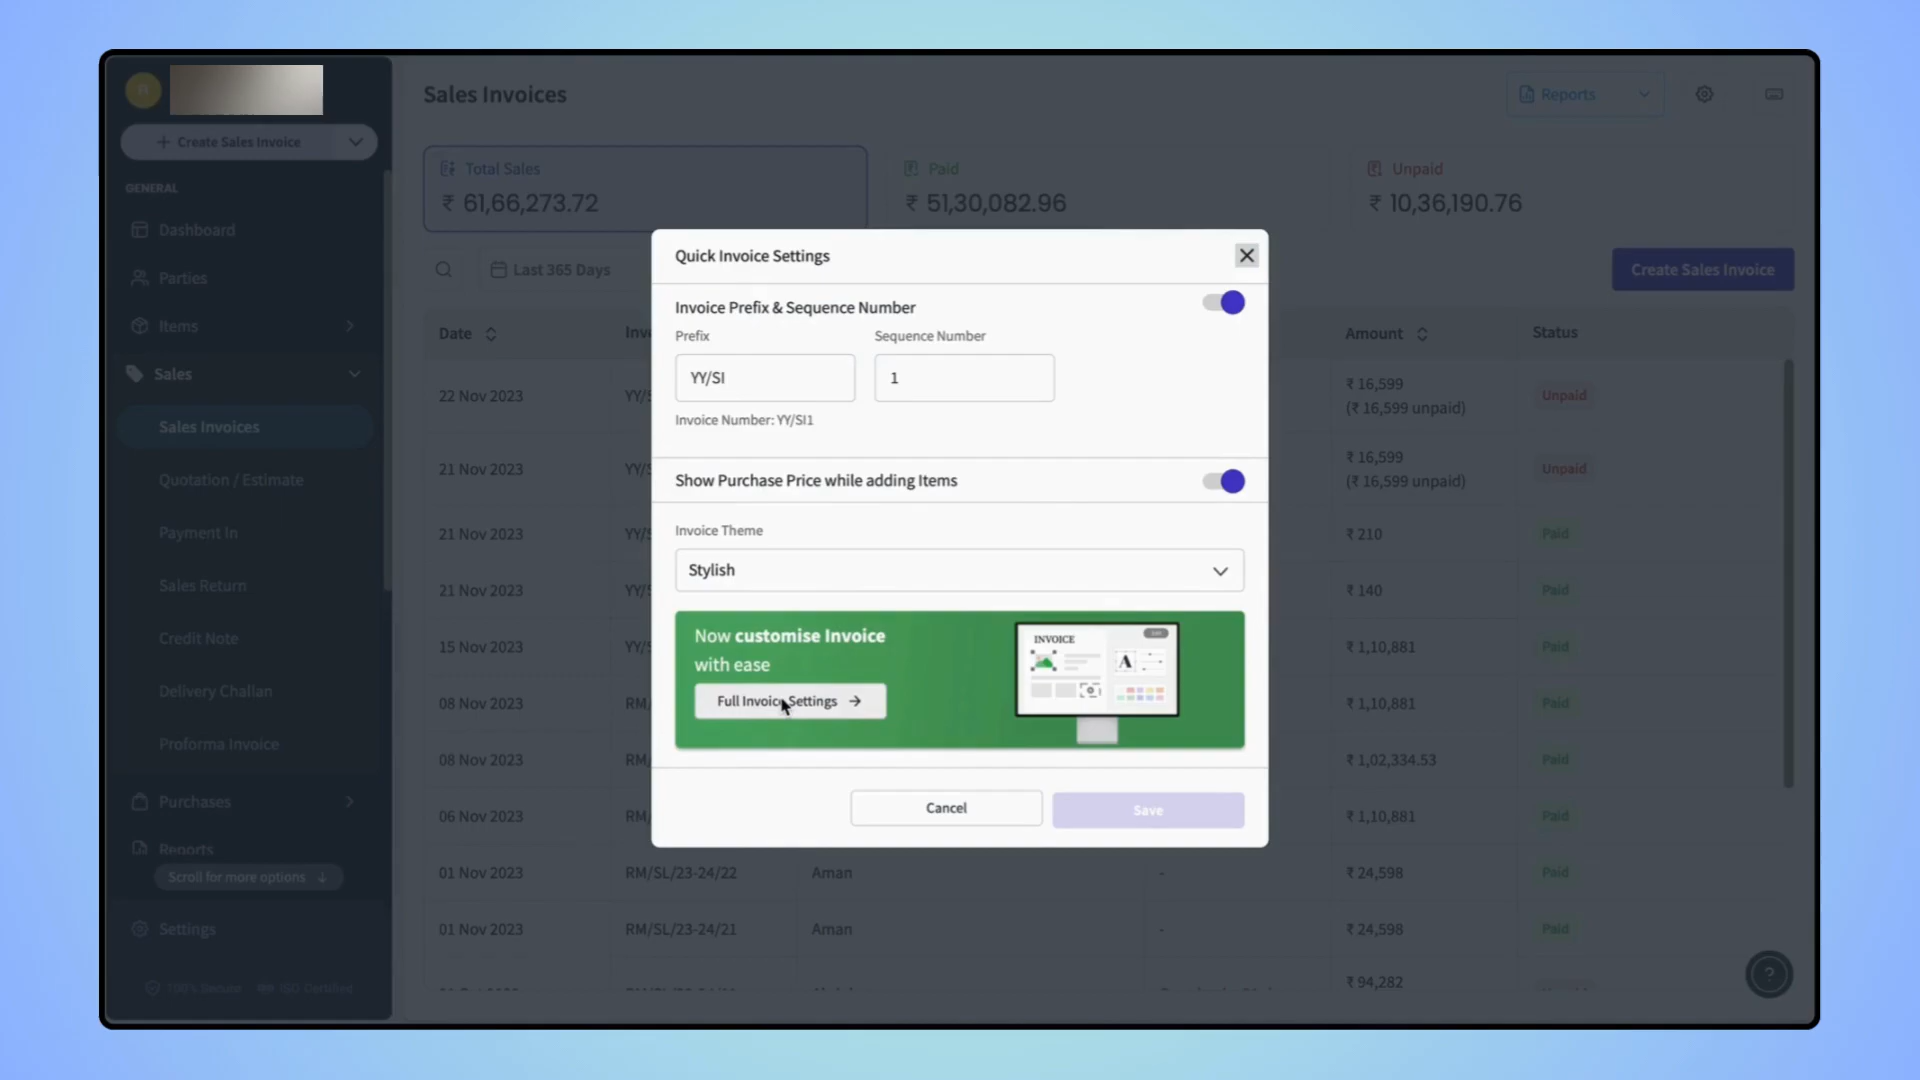 Create Sales Invoice
GENERAL
Dashboard
Parties
Items
Sales
Sales Invoices
Quotation / Estimate
Payment In
Sales Return
Credit Note
Delivery Challan
Proforma Invoice
Purchases
Reports
Scroll for more options
Settings
100% Secure ISO Certified
Sales Invoices
Reports
Total Sales
₹ 61,66,273.72
Paid
₹ 51,30,082.96
Unpaid
₹ 10,36,190.76
Last 365 Days
Create Sales Invoice
Date Amount Status
22 Nov 2023 ₹ 16,599
(₹ 16,599 unpaid) Unpaid
21 Nov 2023 ₹ 16,599
(₹ 16,599 unpaid) Unpaid
21 Nov 2023 ₹ 210 Paid
21 Nov 2023 ₹ 140 Paid
15 Nov 2023 ₹ 1,10,881 Paid
08 Nov 2023 ₹ 1,10,881 Paid
08 Nov 2023 ₹ 1,02,334.53 Paid
06 Nov 2023 ₹ 1,10,881 Paid
01 Nov 2023 RM/SL/23-24/22 Aman - ₹ 24,598 Paid
01 Nov 2023 RM/SL/23-24/21 Aman - ₹ 24,598 Paid
₹ 94,282
Quick Invoice Settings
Invoice Prefix & Sequence Number
Prefix Sequence Number
YY/SI 1
Invoice Number: YY/SI1
Show Purchase Price while adding Items
Invoice Theme
Stylish
Now customise Invoice
with ease
Full Invoice Settings
INVOICE
A
Cancel Save
?